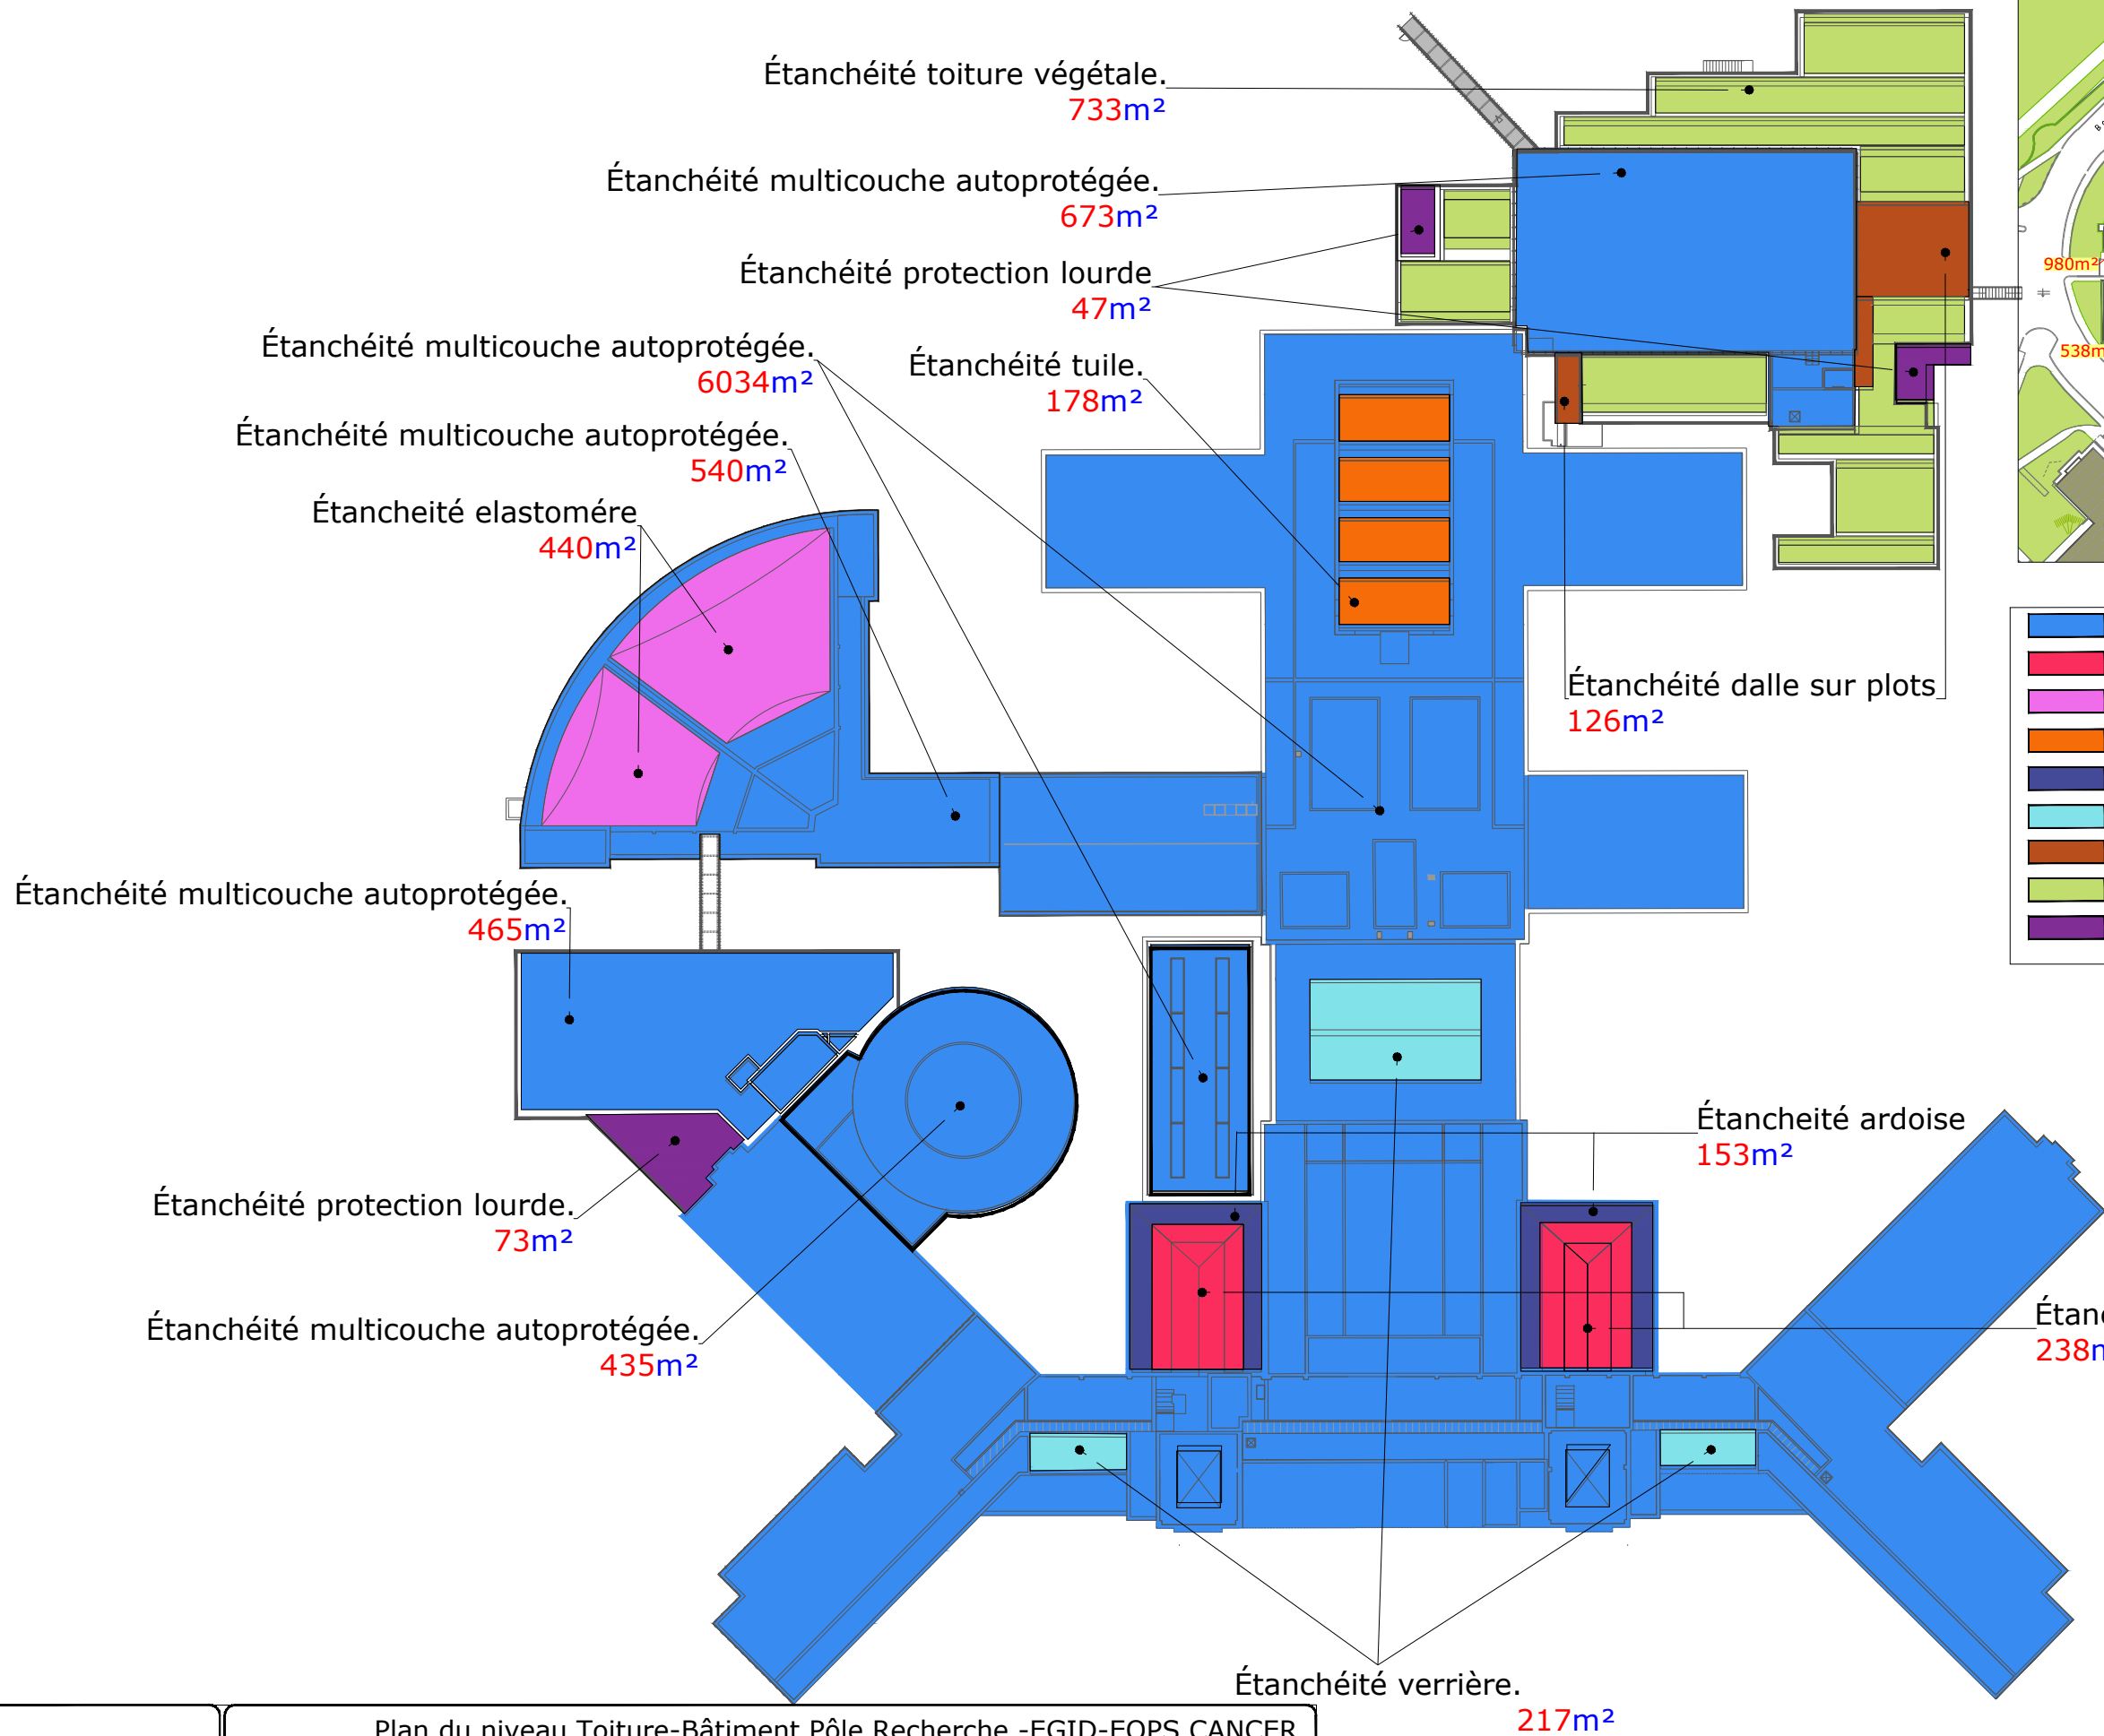 Étanchéité toiture végétale.
733m²
Étanchéité multicouche autoprotégée.
673m²
Étanchéité protection lourde
47m²
Étanchéité multicouche autoprotégée.
6034m²
Étanchéité tuile.
178m²
Étanchéité multicouche autoprotégée.
540m²
Étancheité elastomére
440m²
980m²
538m
Étanchéité dalle sur plots
126m²
Étanchéité multicouche autoprotégée.
465m²
Étancheité ardoise
153m²
Étanchéité protection lourde.
73m²
Étanchéité multicouche autoprotégée.
435m²
238m
Étanchéité verrière.
217m²
Plan du niveau Toiture-Bâtiment Pôle Recherche -EGID-EOPS CANCER